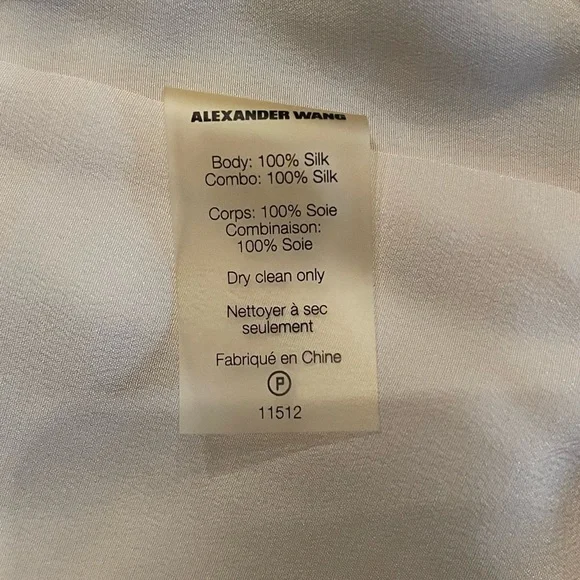 ALEXANDER WANG
Body: 100% Silk
Combo: 100% Silk
Corps: 100% Soie
Combinaison:
100% Soie
Dry clean only
Nettoyer à sec
seulement
Fabriqué en Chine
P
11512